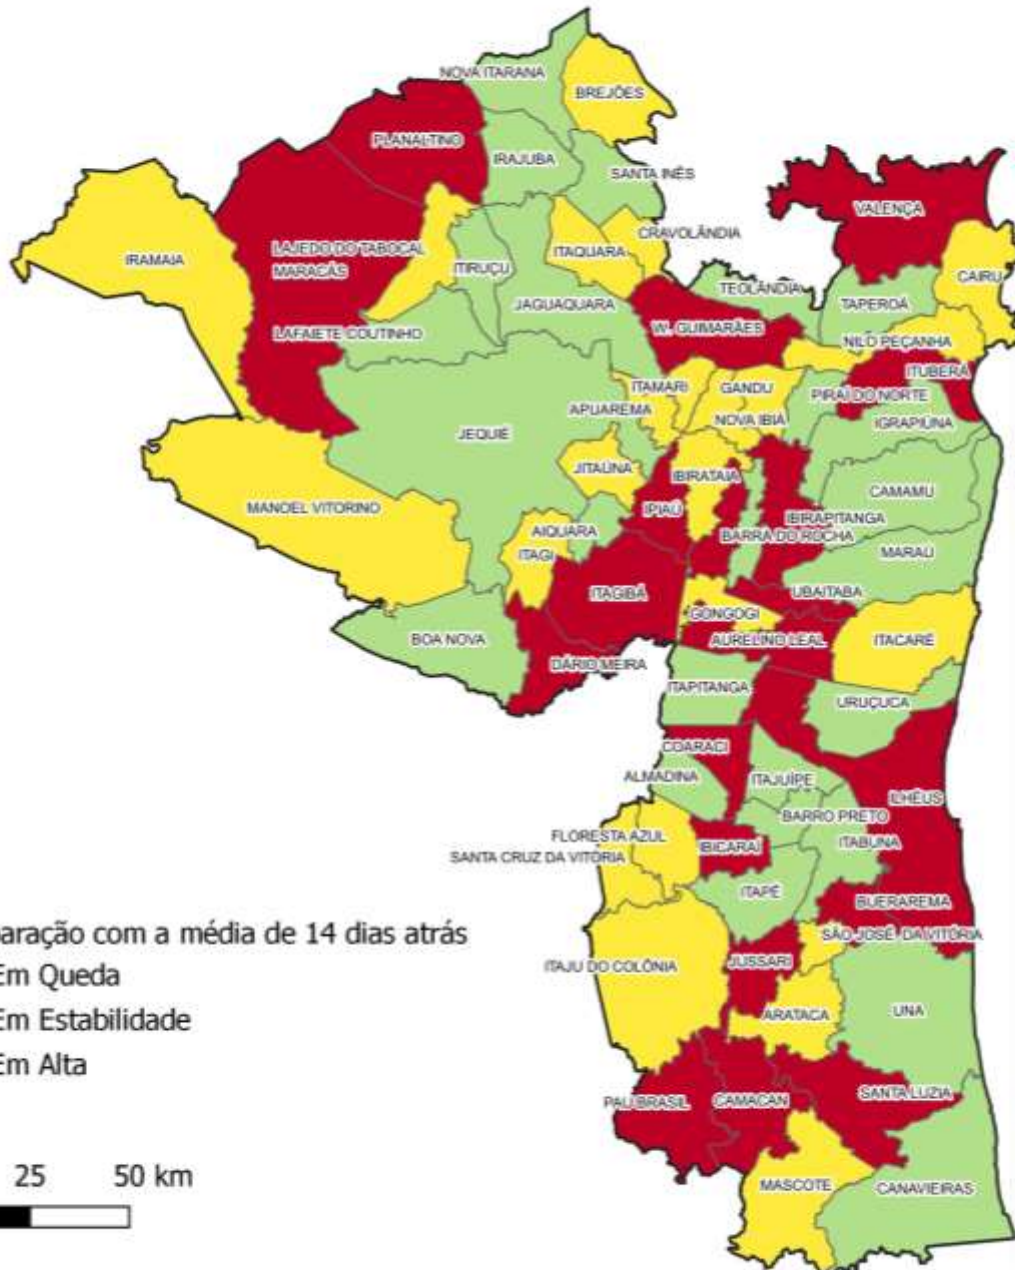 NOVA ITARANA
BREJÕES
PLANALTINO
IRAJUBA
SANTA INÊS
VALENÇA
CRAVOLÂNDIA
IRAMAIA
LAJEDO DO TABOCAL
ITAQUARA
MARACÁS
ITIRUÇU
CAIRU
TEOLÂNDIA
JAGUAQUARA
TAPEROÁ
LAFAIETE COUTINHO
W. GUIMARÃES
NILO PEÇANHA
ITUBERÁ
ITAMARI
GANDU
PIRAÍ DO NORTE
APUAREMA
NOVA IBIÁ
IGRAPIÚNA
JEQUIÉ
JITAÚNA
IBIRATAIA
CAMAMU
MANOEL VITORINO
IPIAÚ
IBIRAPITANGA
AIQUARA
BARRA DO ROCHA
ITAGI
MARAÚ
ITAGIBÁ
UBAITABA
GONGOGI
BOA NOVA
AURELINO LEAL
ITACARÉ
DÁRIO MEIRA
ITAPITANGA
URUÇUCA
COARACI
ALMADINA
ITAJUÍPE
ILHÉUS
BARRO PRETO
FLORESTA AZUL
IBICARAÍ
ITABUNA
SANTA CRUZ DA VITÓRIA
ITAPÉ
BUERAREMA
SÃO JOSÉ DA VITÓRIA
ITAJU DO COLÔNIA
JUSSARI
ARATACA
UNA
PAU BRASIL
CAMACAN
SANTA LUZIA
MASCOTE
CANAVIEIRAS
aração com a média de 14 dias atrás
Em Queda
Em Estabilidade
Em Alta
25 50 km